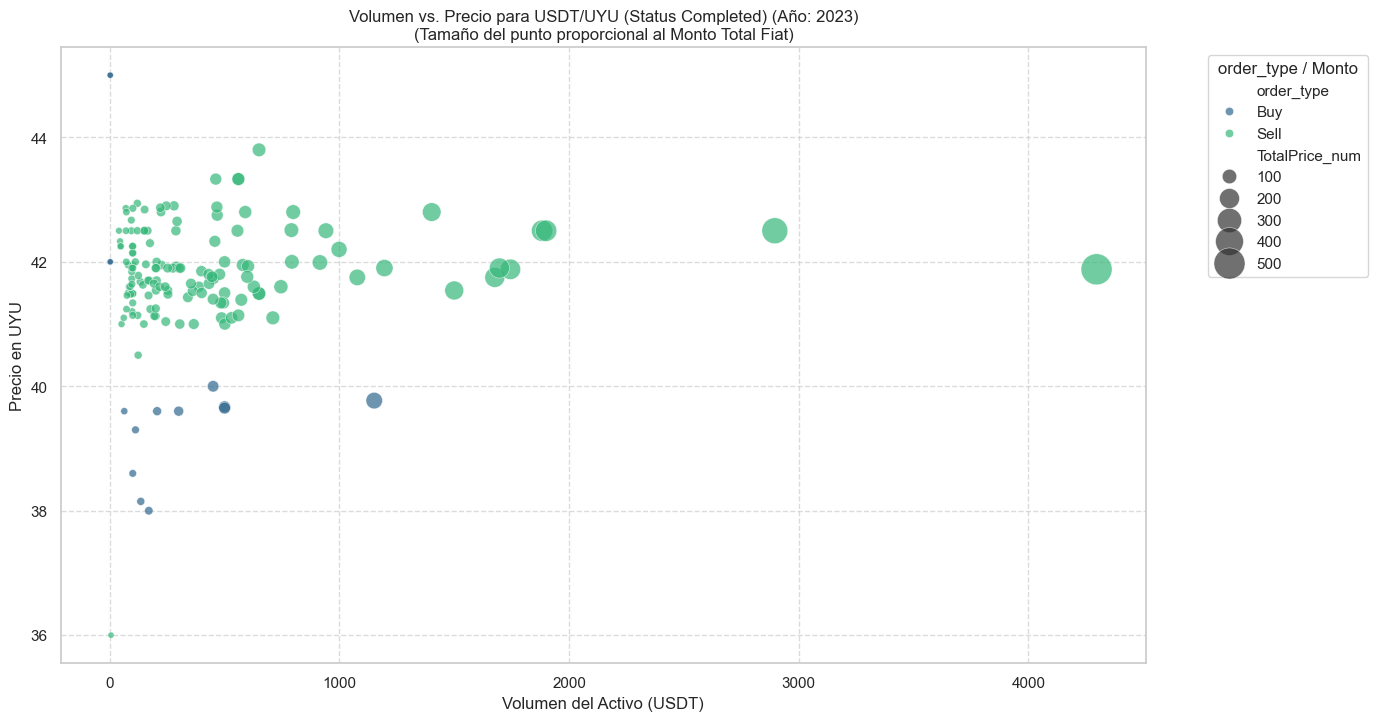 Volumen vs. Precio para USDT/UYU (Status Completed) (Año: 2023)
(Tamaño del punto proporcional al Monto Total Fiat)
Precio en UYU
44
42
40
38
36
0
1000
2000
3000
4000
Volumen del Activo (USDT)
order_type / Monto
order_type
Buy
Sell
TotalPrice_num
100
200
300
400
500